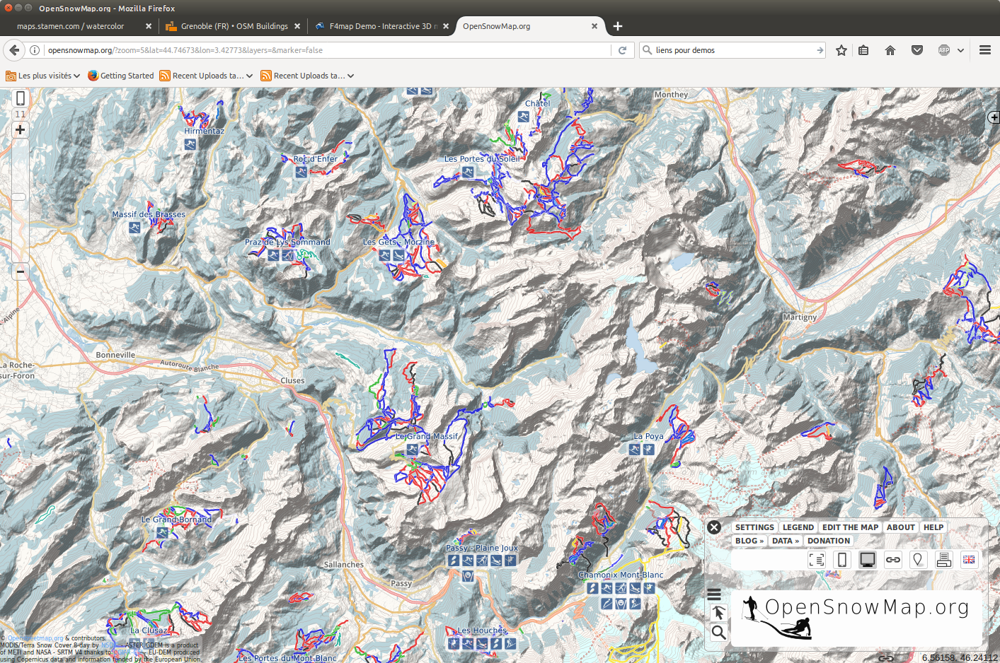 OpenSnowMap.org - Mozilla Firefox
maps.stamen.com / watercolor
Grenoble (FR) • OSM Buildings
F4map Demo - Interactive 3D m
OpenSnowMap.org
opensnowmap.org/?zoom=5&lat=44.74673&lon=3.42773&layers=&marker=false
liens pour demos
ABP
Les plus visités
Getting Started
Recent Uploads ta...
Recent Uploads ta...
11
Monthey
Châtel
Hirmentaz
Roc d'Enfer
Les Portes du Soleil
Massif des Brasses
Praz de Lys Sommand
Les Gets - Morzine
Martigny
Bonneville
La Roche-
sur-Foron
Autoroute Blanche
Cluses
Le Grand Massif
La Poya
Le Grand Bornand
Passy - Plaine Joux
Sallanches
Passy
Chamonix Mont-Blanc
La Clusaz
Les Houches
Les Portes du Mont-Blanc
SETTINGS
LEGEND
EDIT THE MAP
ABOUT
HELP
BLOG »
DATA »
DONATION
OpenSnowMap.org
© Openstreetmap.org & contributors.
MODIS/Terra Snow Cover 8-day by NSIDC - ASTER GDEM is a product
of METI and NASA - SRTM V4 thanks to CGIAR - EU-DEM produced
using Copernicus data and information funded by the European Union.
6.56158, 46.24112